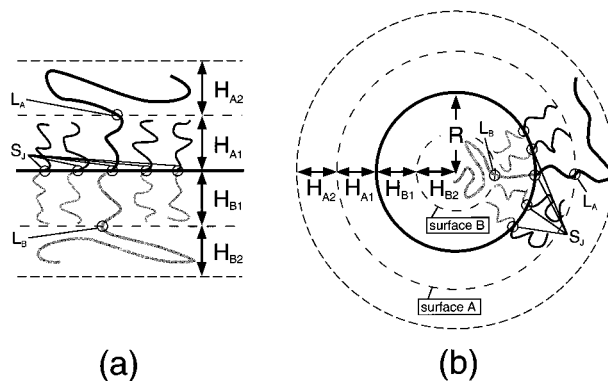 L_A
H_A2
S_J
H_A1
H_B1
L_B
H_B2
(a)
R
L_B
H_A2 H_A1 H_B1 H_B2
L_A
surface B
S_J
surface A
(b)